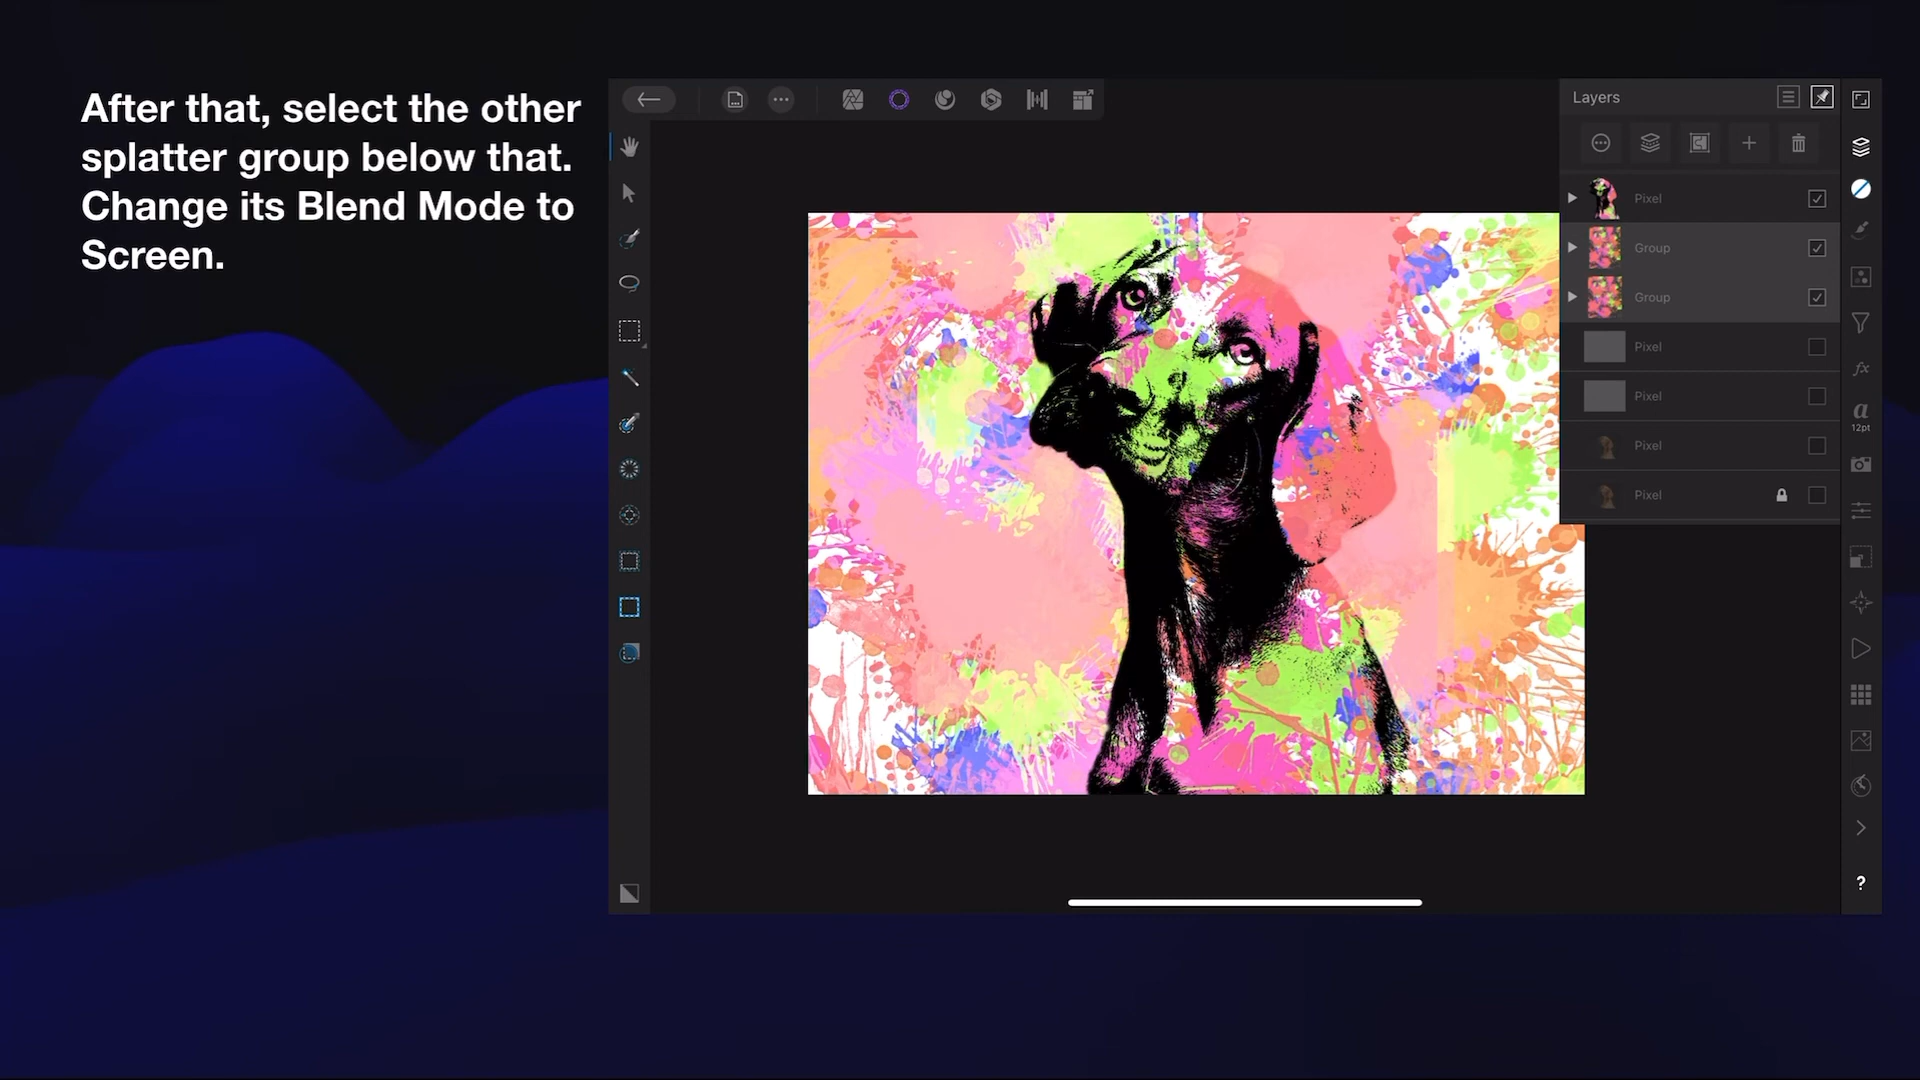 After that, select the other
splatter group below that.
Change its Blend Mode to
Screen.
Layers
Pixel
Group
Group
Pixel
Pixel
Pixel
Pixel
fx
a
12pt
?